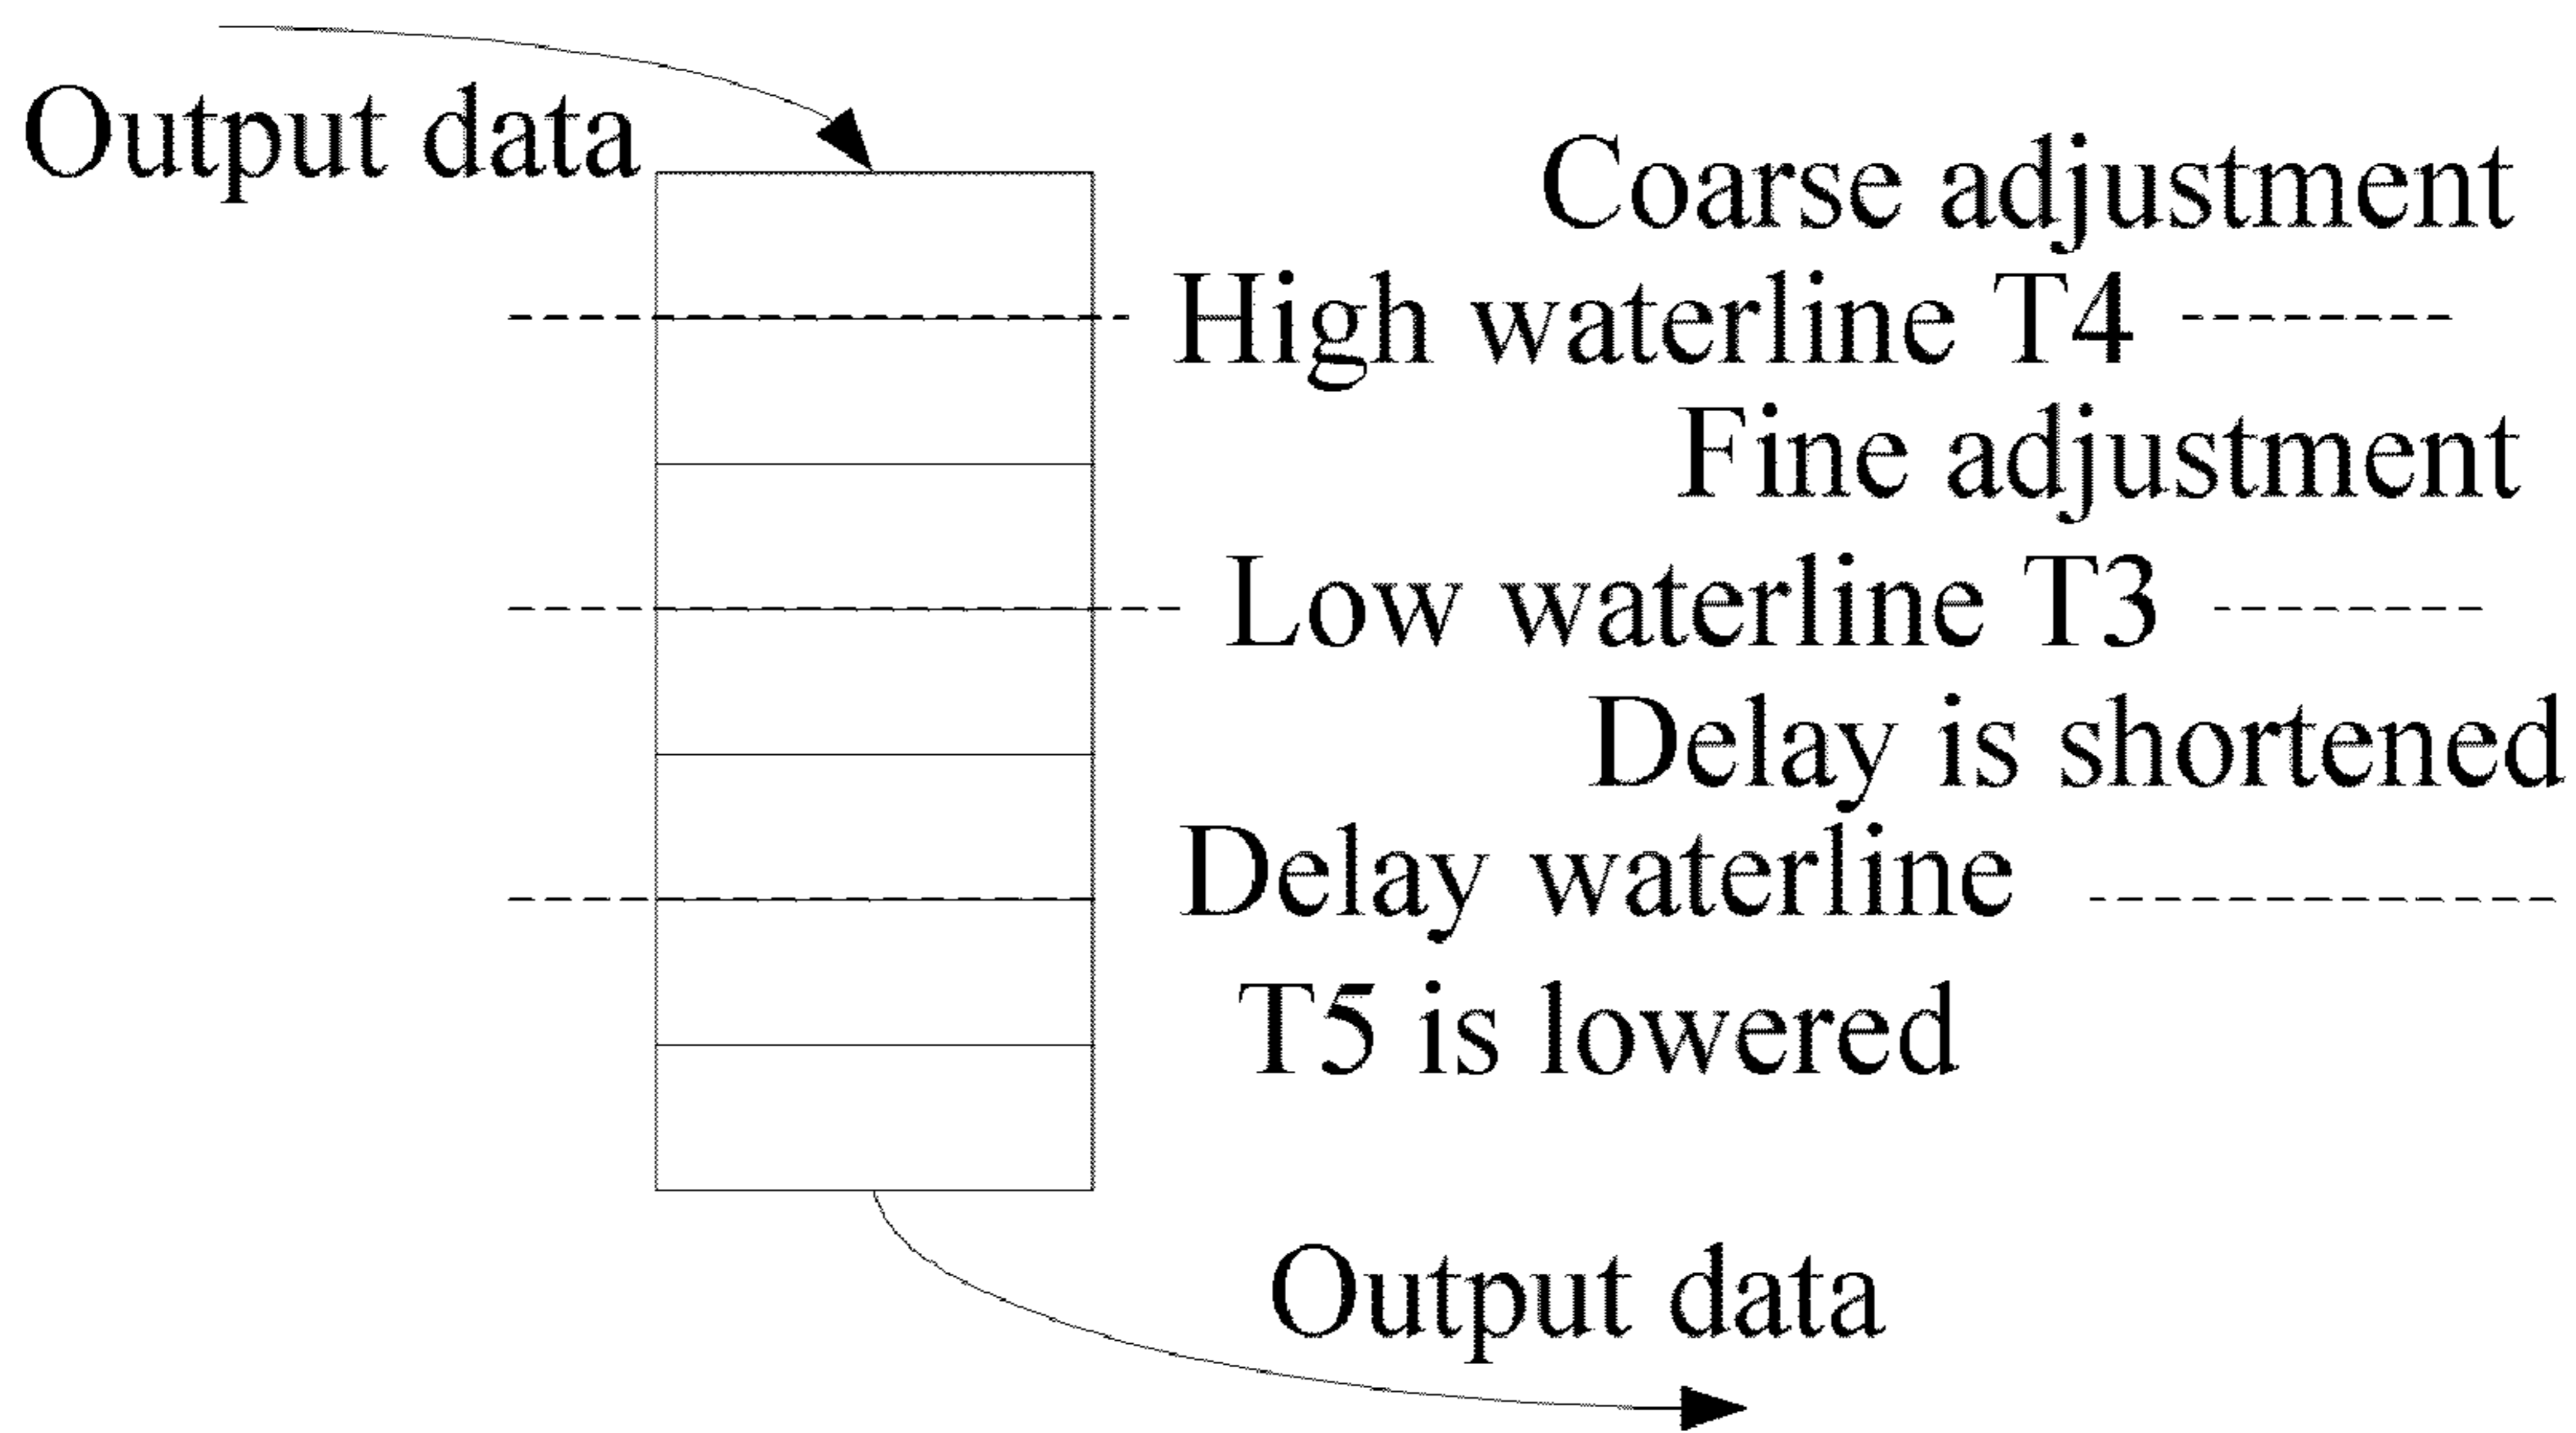 Output data
Coarse adjustment
High waterline T4
Fine adjustment
Low waterline T3
Delay is shortened
Delay waterline
T5 is lowered
Output data